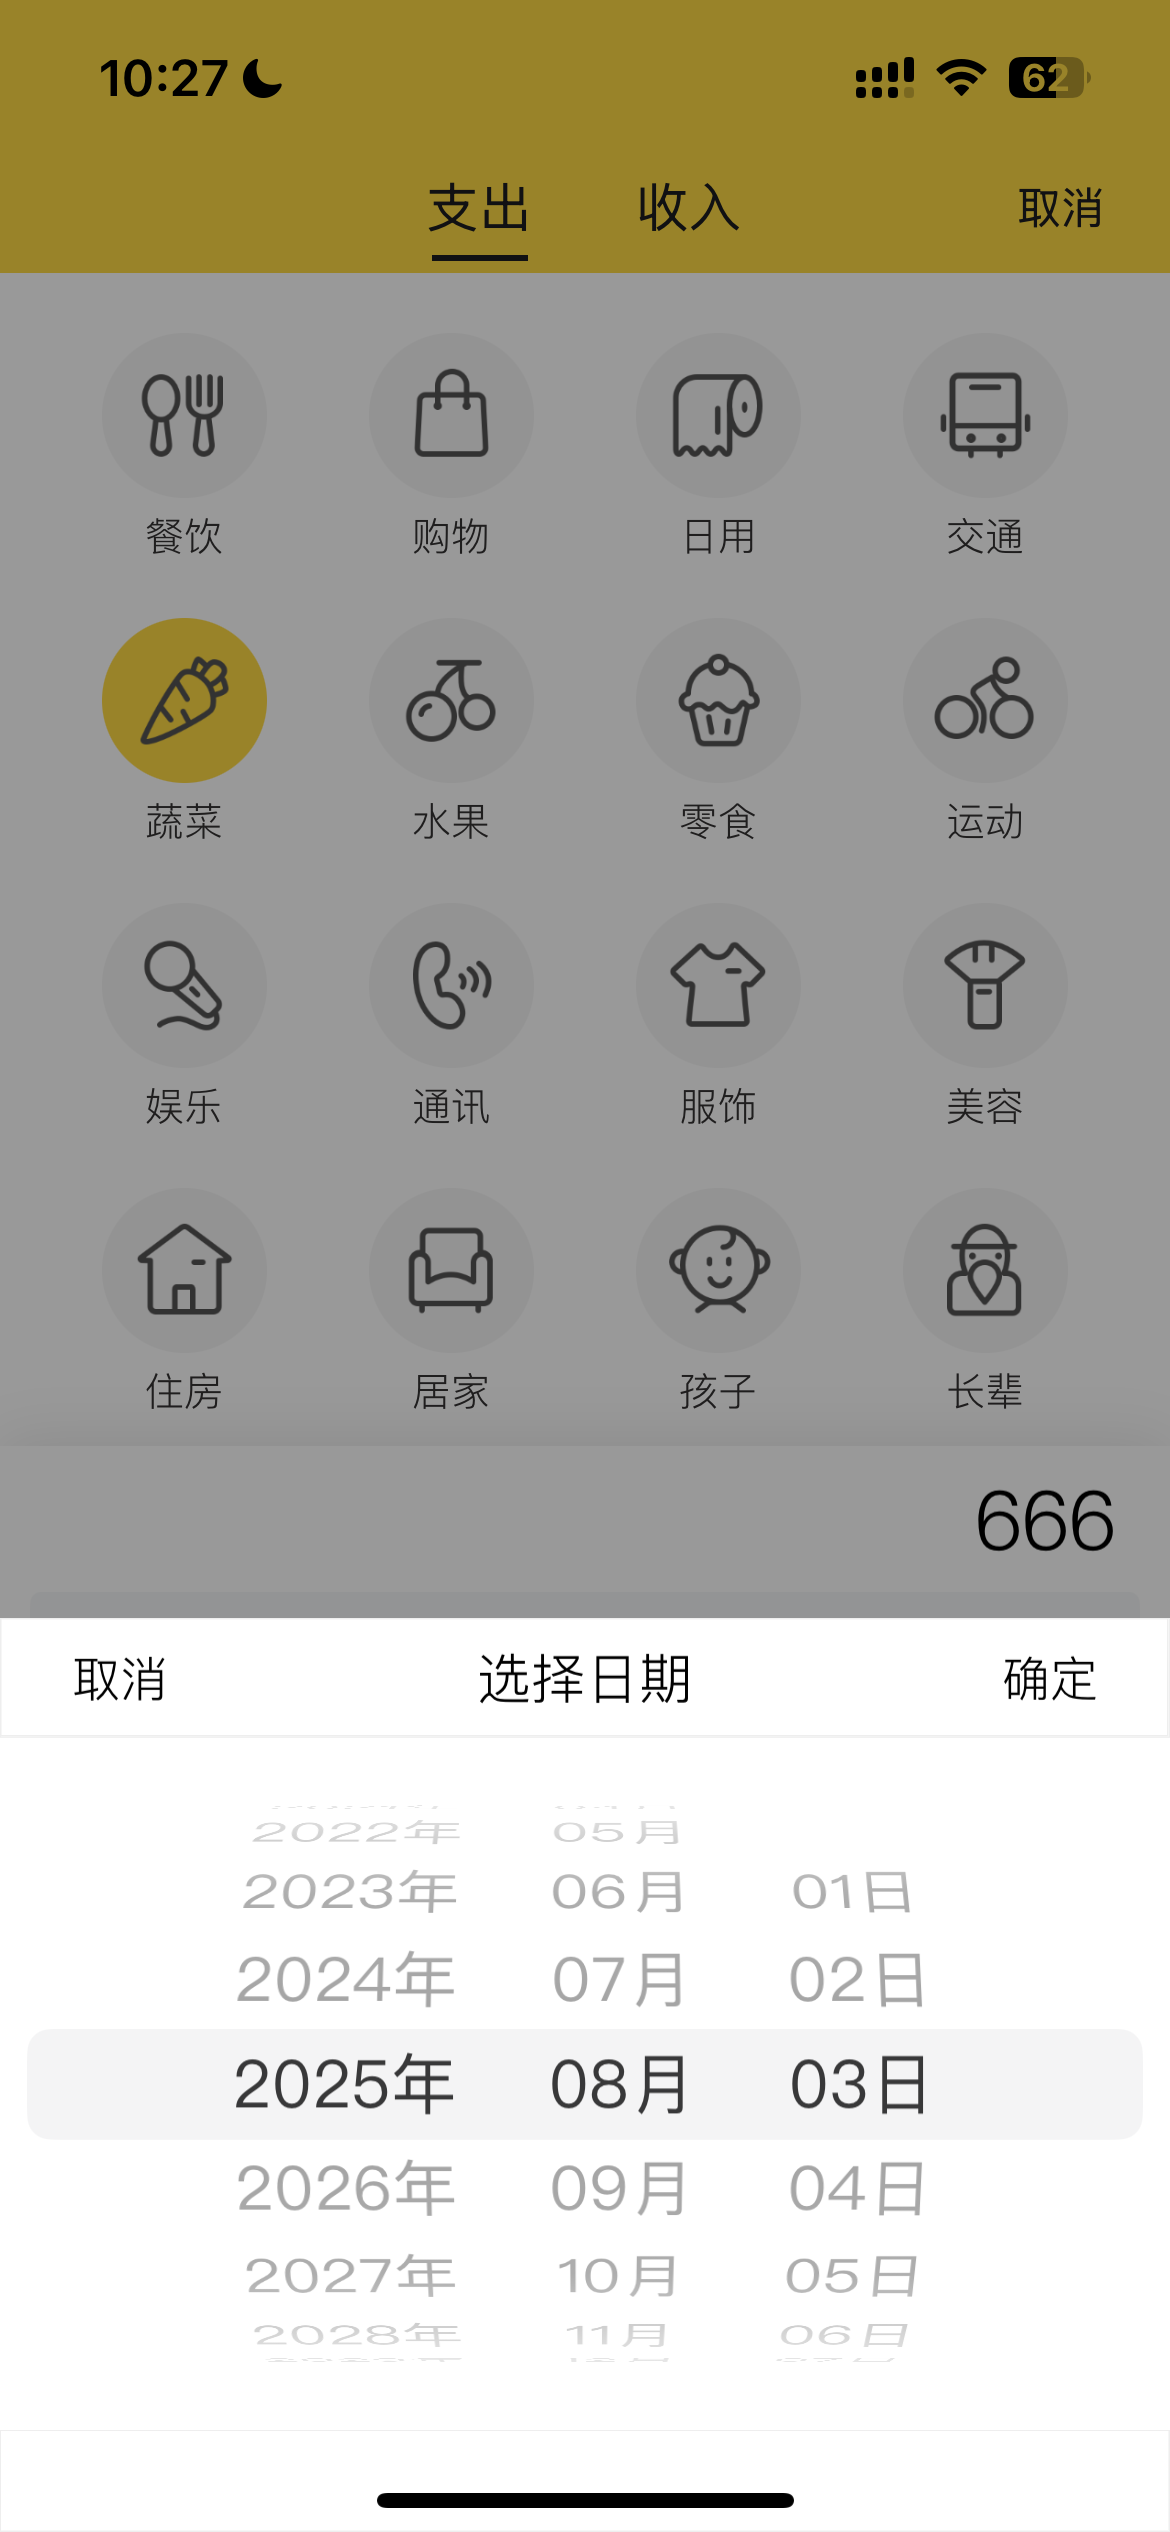 10:27
62
支出 收入 取消
餐饮 购物 日用 交通
蔬菜 水果 零食 运动
娱乐 通讯 服饰 美容
住房 居家 孩子 长辈
666
取消 选择日期 确定
2022年 05月
2023年 06月 01日
2024年 07月 02日
2025年 08月 03日
2026年 09月 04日
2027年 10月 05日
2028年 11月 06日